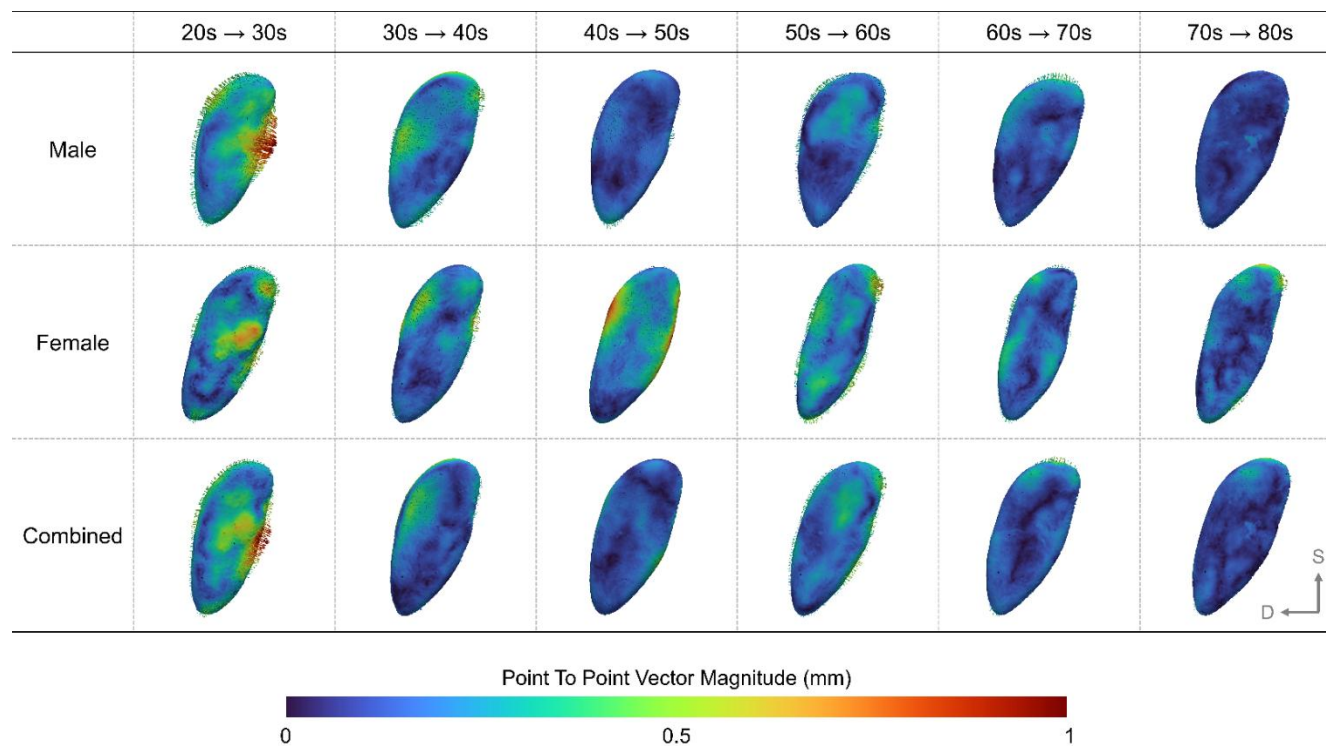 20s → 30s 30s → 40s 40s → 50s 50s → 60s 60s → 70s 70s → 80s
Male
Female
Combined
S
D
Point To Point Vector Magnitude (mm)
0 0.5 1